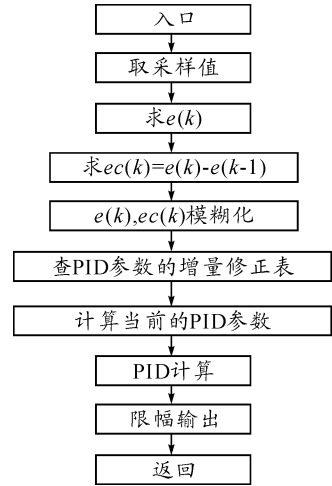 入口
取采样值
求e(k)
求ec(k)=e(k)-e(k-1)
e(k),ec(k)模糊化
查PID参数的增量修正表
计算当前的PID参数
PID计算
限幅输出
返回